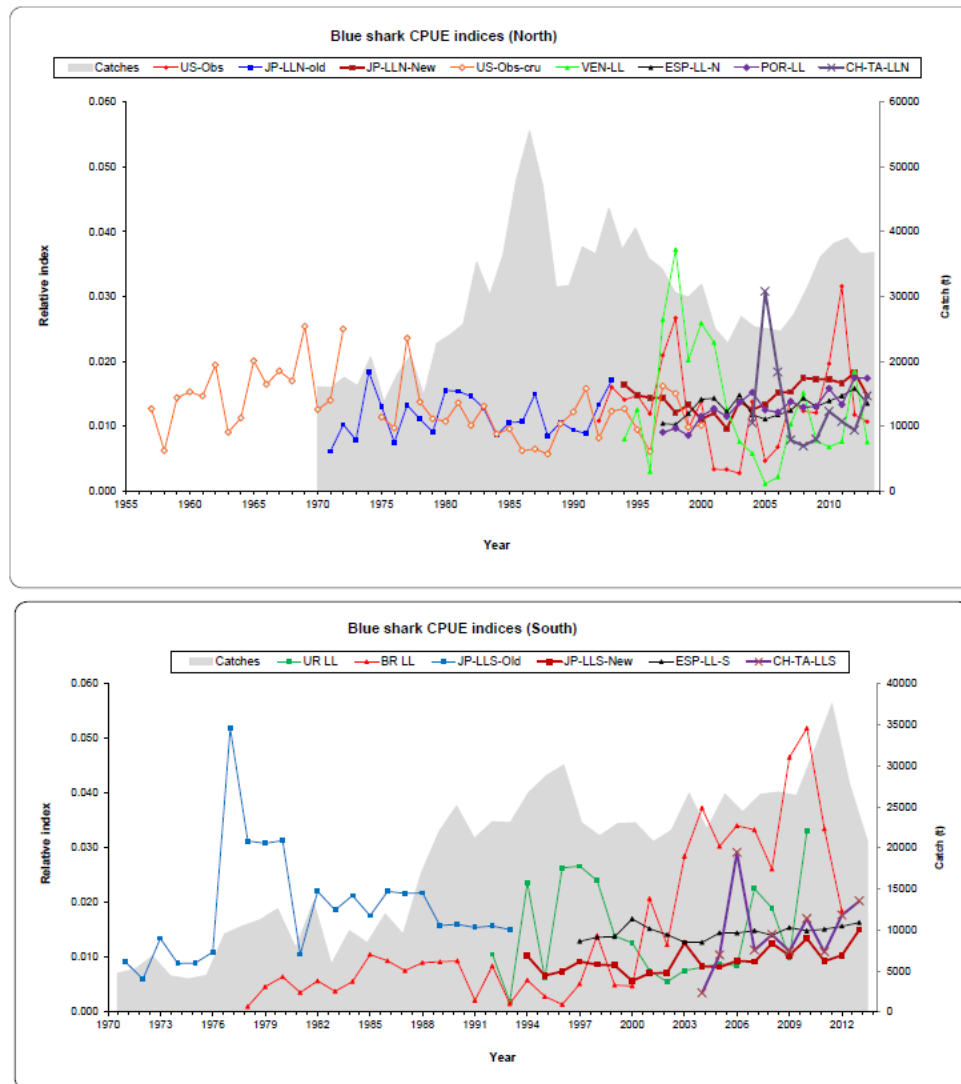 Blue shark CPUE indices (North)
Catches US-Obs JP-LLN-old JP-LLN-New US-Obs-cru VEN-LL ESP-LL-N POR-LL CH-TA-LLN
0.060 60000
0.050 50000
0.040 40000
0.030 30000
0.020 20000
0.010 10000
0.000 0
Relative index
Catch (t)
1955 1960 1965 1970 1975 1980 1985 1990 1995 2000 2005 2010
Year
Blue shark CPUE indices (South)
Catches UR LL BR LL JP-LLS-Old JP-LLS-New ESP-LL-S CH-TA-LLS
0.060 40000
35000
0.050
30000
0.040
25000
0.030 20000
15000
0.020
10000
0.010
5000
0.000 0
Relative index
Catch (t)
1970 1973 1976 1979 1982 1985 1988 1991 1994 1997 2000 2003 2006 2009 2012
Year